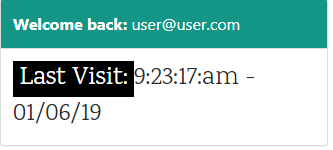 Welcome back: user@user.com
Last Visit: 9:23:17:am -
01/06/19